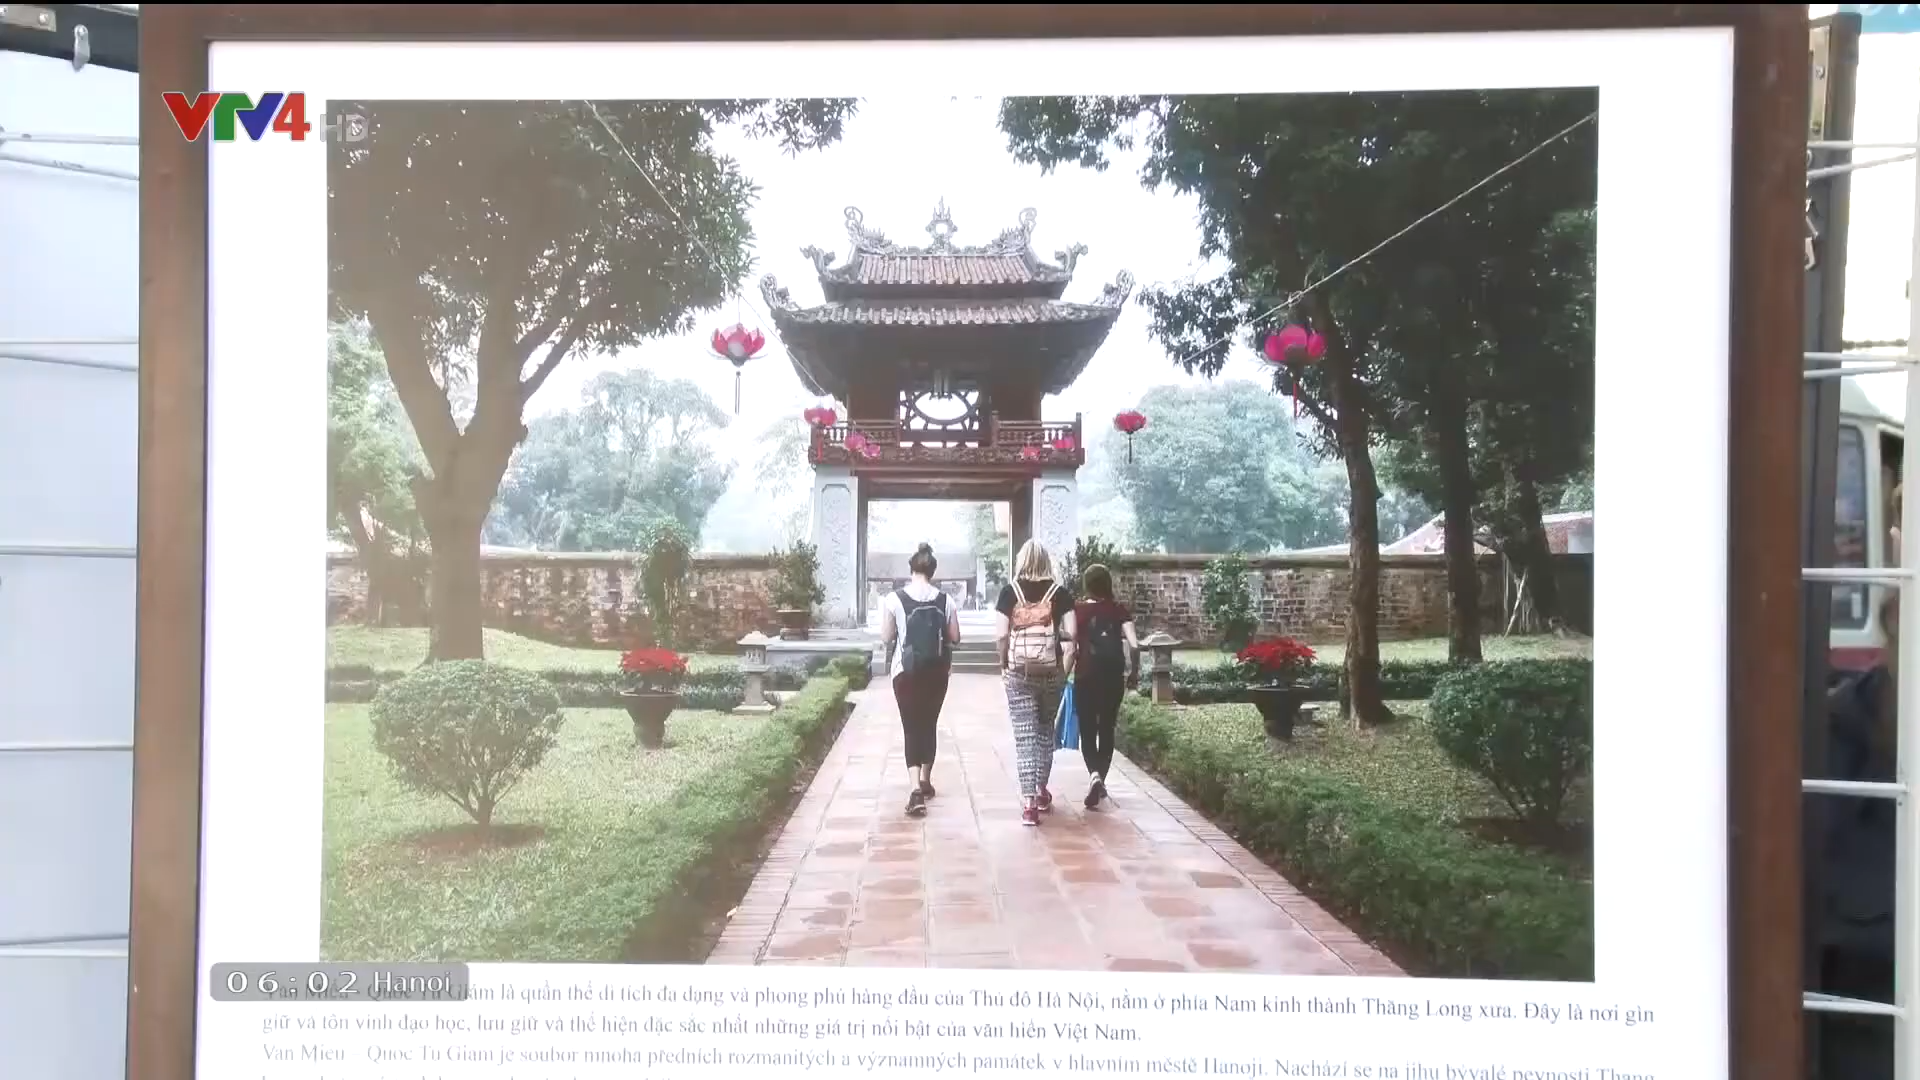 VTV4 HD
06:02 Hanoi
Giám là quần thể di tích đa dạng và phong phú hàng đầu của Thủ đô Hà Nội, nằm ở phía Nam kinh thành Thăng Long xưa. Đây là nơi gìn
giữ và tôn vinh đạo học, lưu giữ và thể hiện đặc sắc nhất những giá trị nổi bật của văn hiến Việt Nam.
Van Mieu – Quoc Tu Giam je soubor mnoha předních rozmanitých a významných památek v hlavním městě Hanoji. Nachází se na jihu bývalé pevnosti Thang